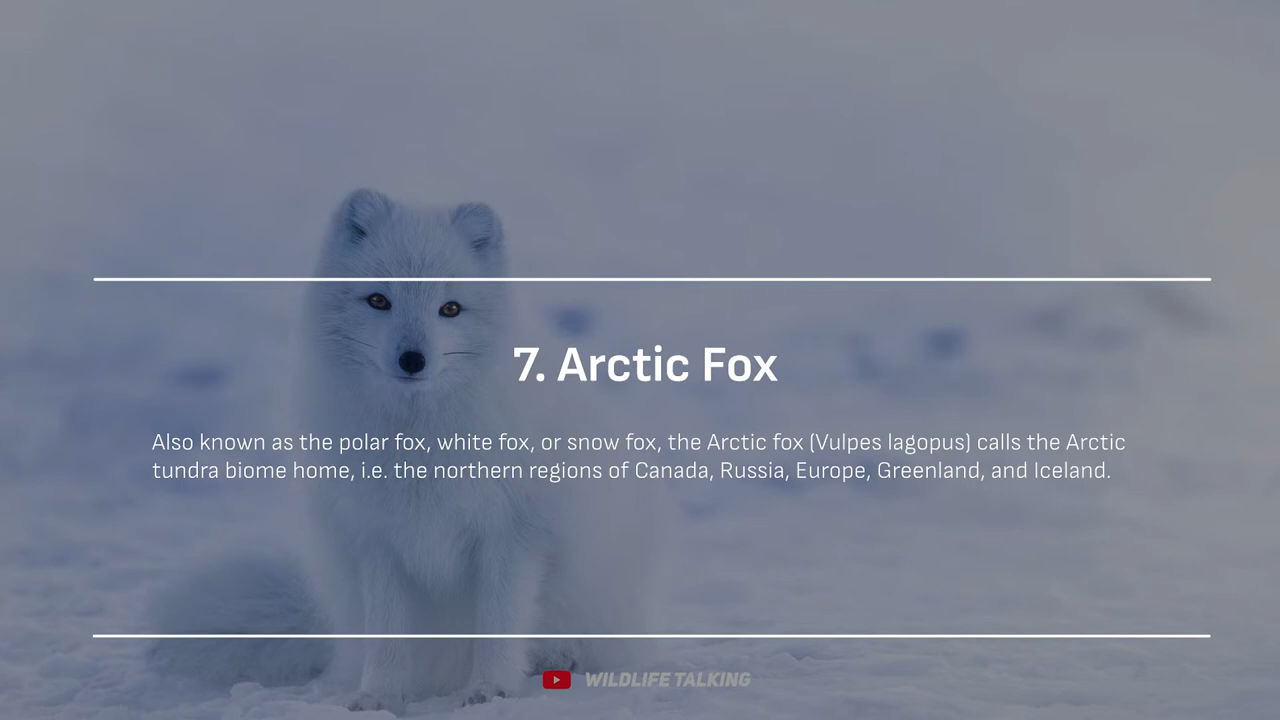 7. Arctic Fox
Also known as the polar fox, white fox, or snow fox, the Arctic fox (Vulpes lagopus) calls the Arctic
tundra biome home, i.e. the northern regions of Canada, Russia, Europe, Greenland, and Iceland.
WILDLIFE TALKING